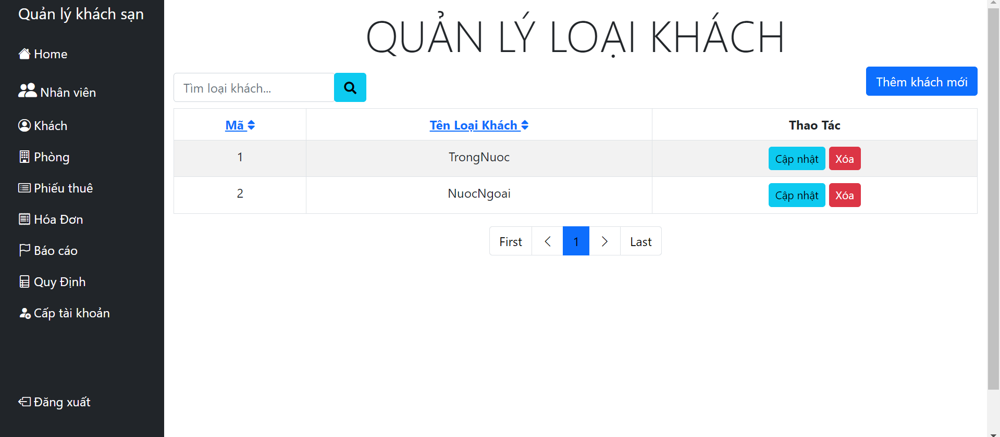 Quản lý khách sạn
Home
Nhân viên
Khách
Phòng
Phiếu thuê
Hóa Đơn
Báo cáo
Quy Định
Cấp tài khoản
Đăng xuất
QUẢN LÝ LOẠI KHÁCH
Tìm loại khách...
Thêm khách mới
Mã Tên Loại Khách Thao Tác
1 TrongNuoc Cập nhật Xóa
2 NuocNgoai Cập nhật Xóa
First 1 Last